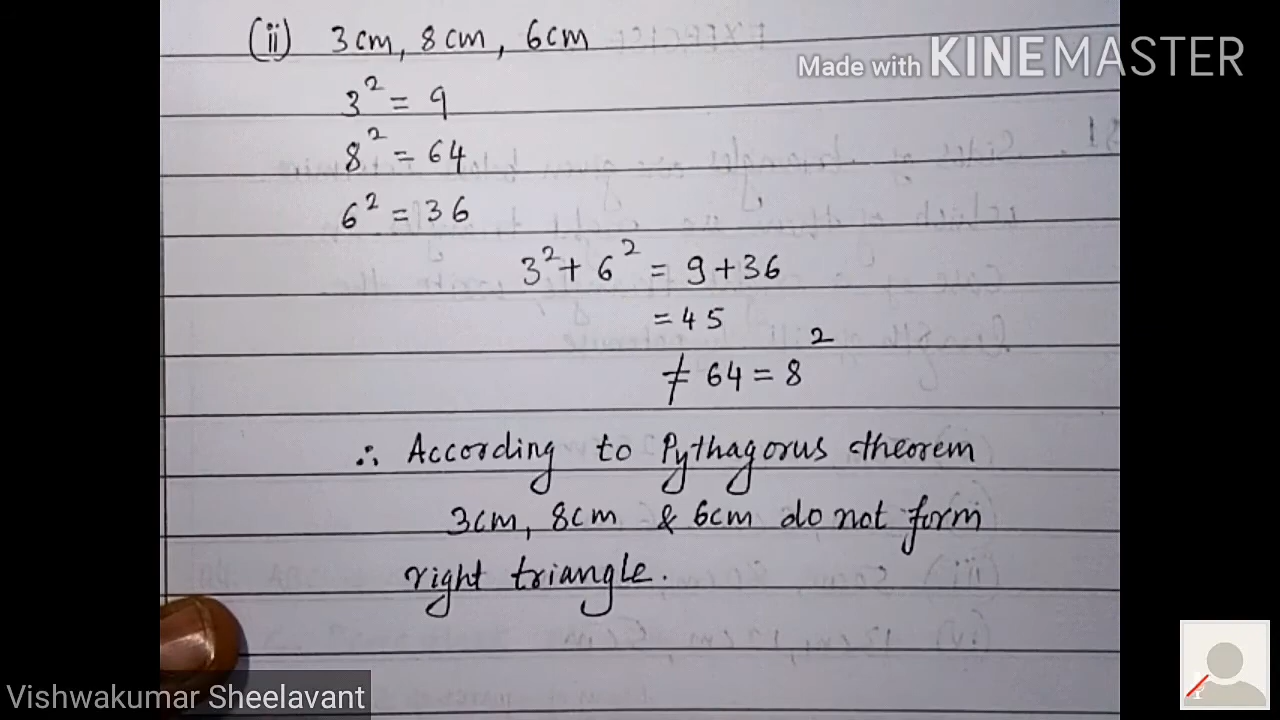 (ii) 3cm, 8cm, 6cm
Made with KINEMASTER
3² = 9
8² = 64
6² = 36
3² + 6² = 9 + 36
= 45
≠ 64 = 8²
∴ According to Pythagorus theorem
3cm, 8cm & 6cm do not form
right triangle.
Vishwakumar Sheelavant